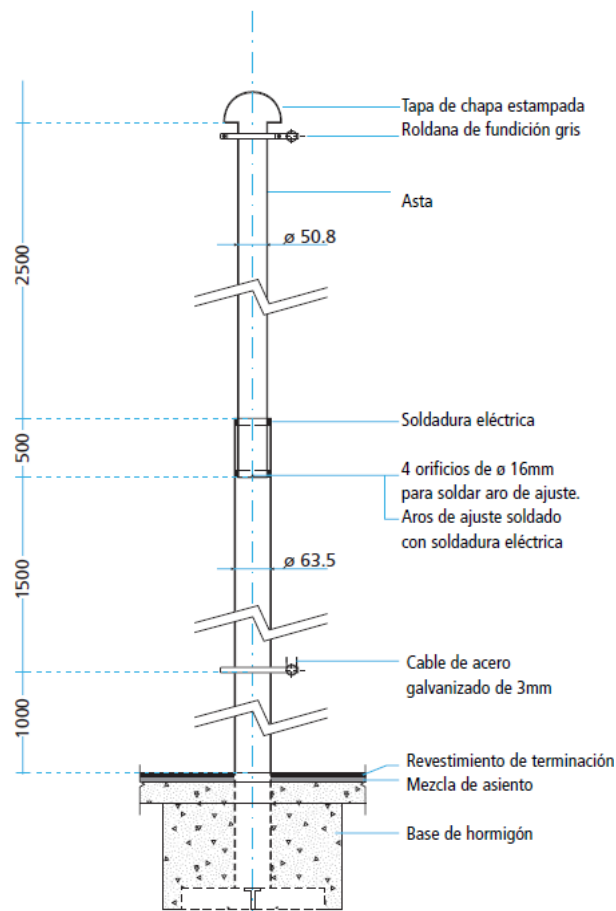 Tapa de chapa estampada
Roldana de fundición gris
Asta
ø 50.8
2500
Soldadura eléctrica
500
4 orificios de ø 16mm
para soldar aro de ajuste.
Aros de ajuste soldado
con soldadura eléctrica
ø 63.5
1500
Cable de acero
galvanizado de 3mm
1000
Revestimiento de terminación
Mezcla de asiento
Base de hormigón